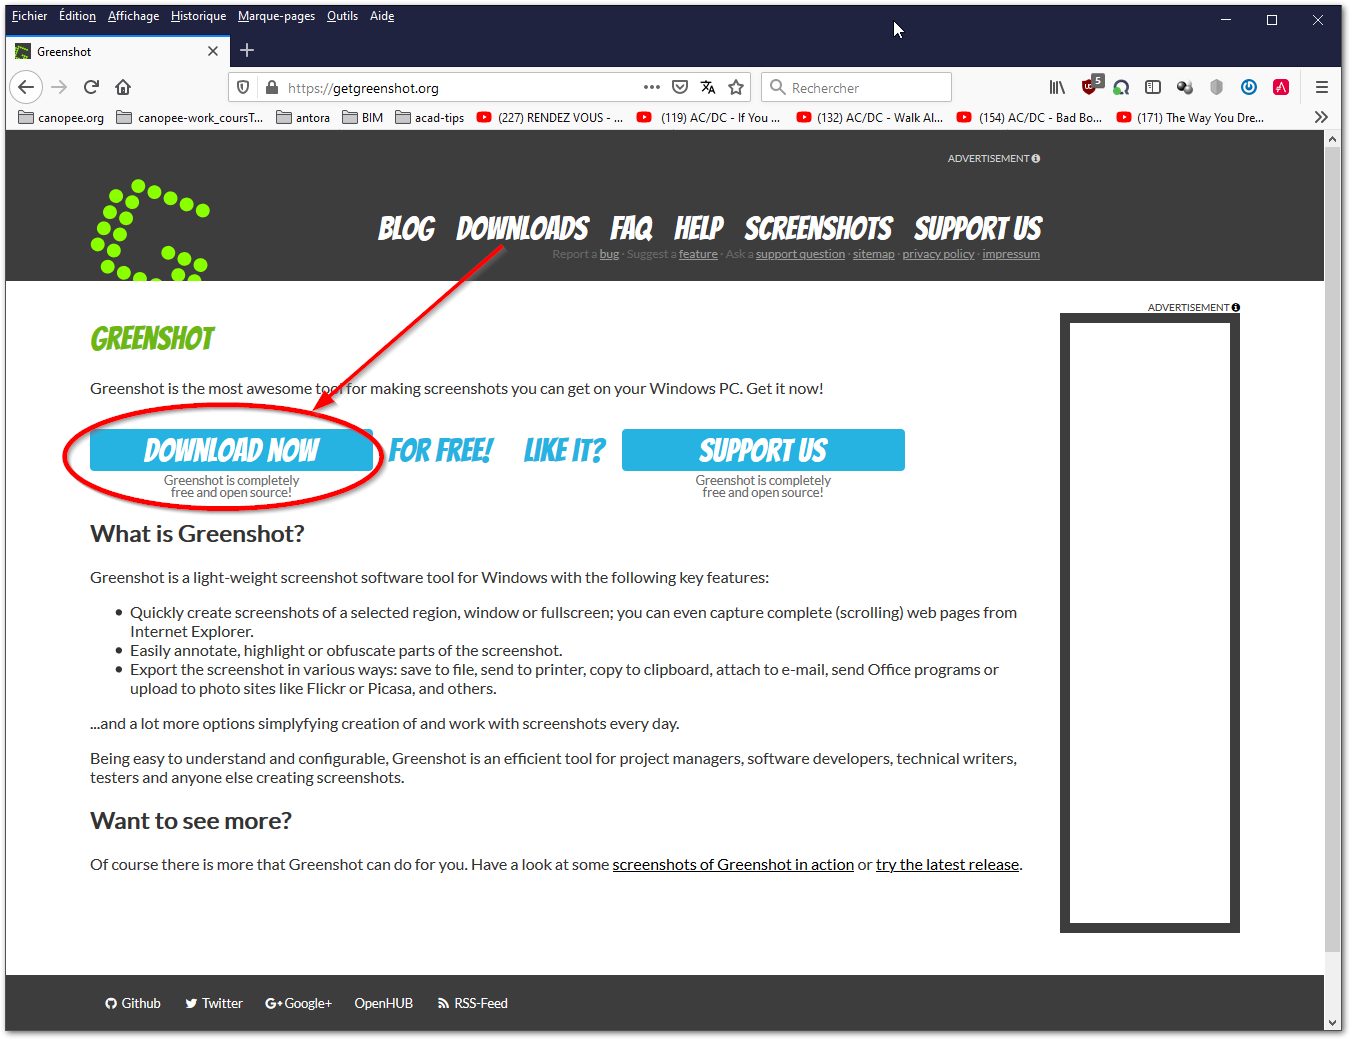 Fichier Édition Affichage Historique Marque-pages Outils Aide
Greenshot
https://getgreenshot.org
Rechercher
5
canopee.org canopee-work_coursT... antora BIM acad-tips (227) RENDEZ VOUS - ... (119) AC/DC - If You ... (132) AC/DC - Walk Al... (154) AC/DC - Bad Bo... (171) The Way You Dre...
ADVERTISEMENT
BLOG DOWNLOADS FAQ HELP SCREENSHOTS SUPPORT US
Report a bug · Suggest a feature · Ask a support question · sitemap · privacy policy · impressum
ADVERTISEMENT
GREENSHOT
Greenshot is the most awesome tool for making screenshots you can get on your Windows PC. Get it now!
DOWNLOAD NOW FOR FREE! LIKE IT? SUPPORT US
Greenshot is completely
free and open source!
Greenshot is completely
free and open source!
What is Greenshot?
Greenshot is a light-weight screenshot software tool for Windows with the following key features:
Quickly create screenshots of a selected region, window or fullscreen; you can even capture complete (scrolling) web pages from
Internet Explorer.
Easily annotate, highlight or obfuscate parts of the screenshot.
Export the screenshot in various ways: save to file, send to printer, copy to clipboard, attach to e-mail, send Office programs or
upload to photo sites like Flickr or Picasa, and others.
...and a lot more options simplyfying creation of and work with screenshots every day.
Being easy to understand and configurable, Greenshot is an efficient tool for project managers, software developers, technical writers,
testers and anyone else creating screenshots.
Want to see more?
Of course there is more that Greenshot can do for you. Have a look at some screenshots of Greenshot in action or try the latest release.
Github Twitter Google+ OpenHUB RSS-Feed